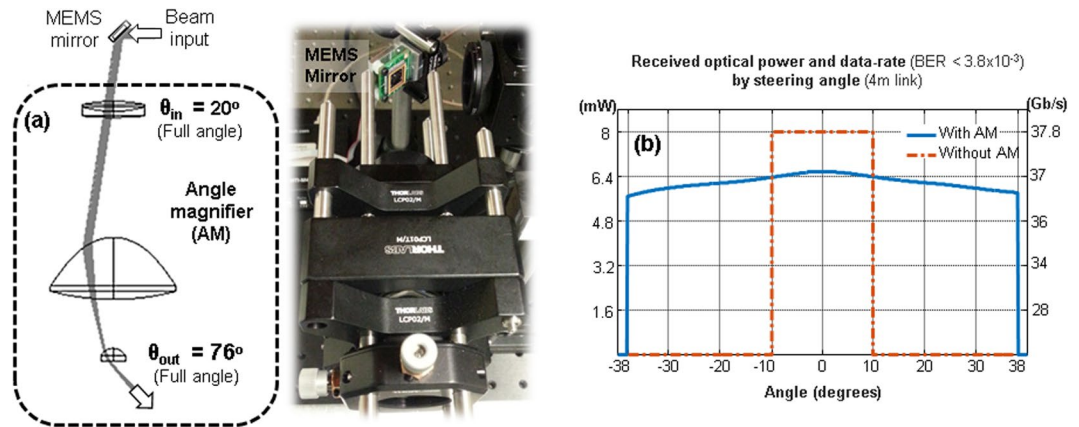 MEMS
mirror
Beam
input
(a)
θin = 20o
(Full angle)
Angle
magnifier
(AM)
θout = 76o
(Full angle)
MEMS
Mirror
THORLABS
LCP02/M
THORLABS
LCP01T/M
THORLABS
LCP02/M
Received optical power and data-rate (BER < 3.8x10-3)
by steering angle (4m link)
(mW)
(Gb/s)
(b)
With AM
Without AM
8
6.4
4.8
3.2
1.6
37.8
37
36
34
28
-38
-30
-20
-10
0
10
20
30
38
Angle (degrees)